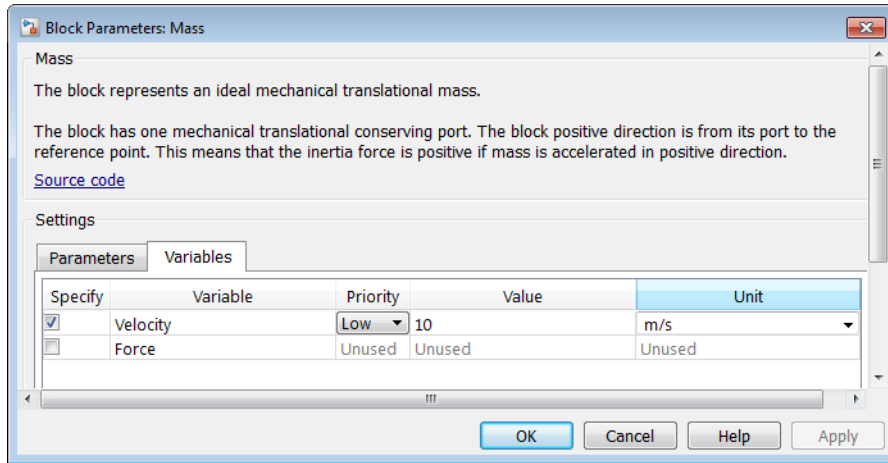 Block Parameters: Mass
Mass
The block represents an ideal mechanical translational mass.
The block has one mechanical translational conserving port. The block positive direction is from its port to the
reference point. This means that the inertia force is positive if mass is accelerated in positive direction.
Source code
Settings
Parameters Variables
Specify Variable Priority Value Unit
Velocity Low 10 m/s
Force Unused Unused Unused
OK Cancel Help Apply